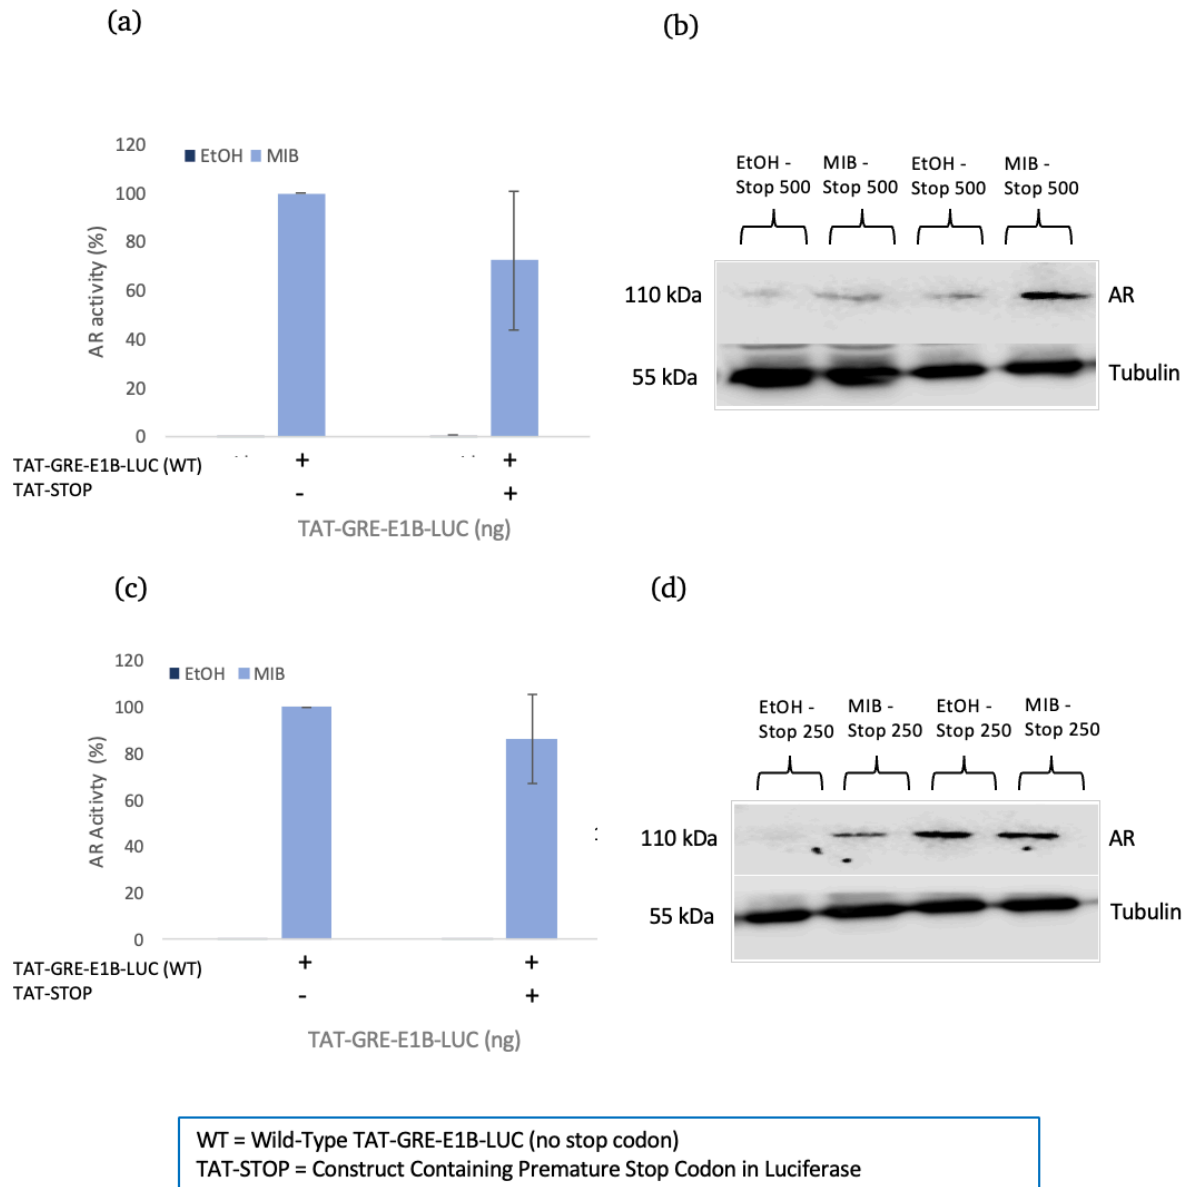 (a)
120
100
80
60
40
20
0
AR activity (%)
EtOH MIB
TAT-GRE-E1B-LUC (WT) + +
TAT-STOP - +
TAT-GRE-E1B-LUC (ng)
(b)
EtOH - MIB - EtOH - MIB -
Stop 500 Stop 500 Stop 500 Stop 500
110 kDa AR
55 kDa Tubulin
(c)
120
100
80
60
40
20
0
AR Acitivty (%)
EtOH MIB
TAT-GRE-E1B-LUC (WT) + +
TAT-STOP - +
TAT-GRE-E1B-LUC (ng)
(d)
EtOH - MIB - EtOH - MIB -
Stop 250 Stop 250 Stop 250 Stop 250
110 kDa AR
55 kDa Tubulin
WT = Wild-Type TAT-GRE-E1B-LUC (no stop codon)
TAT-STOP = Construct Containing Premature Stop Codon in Luciferase